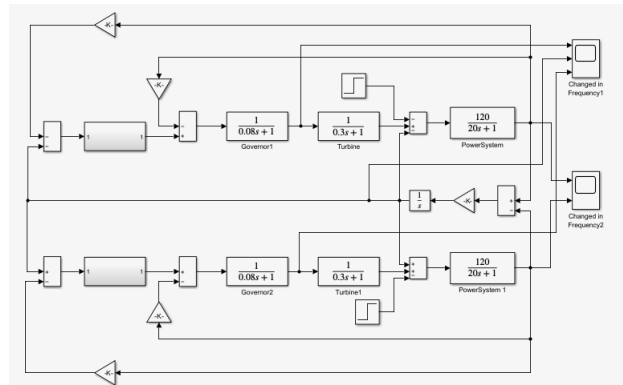 -K-
-K-
Changed in
Frequency1
1
1
1
0.08s + 1
Governor1
1
0.3s + 1
Turbine
120
20s + 1
PowerSystem
1
s
-K-
Changed in
Frequency2
1
1
1
0.08s + 1
Governor2
1
0.3s + 1
Turbine1
120
20s + 1
PowerSystem 1
-K-
-K-